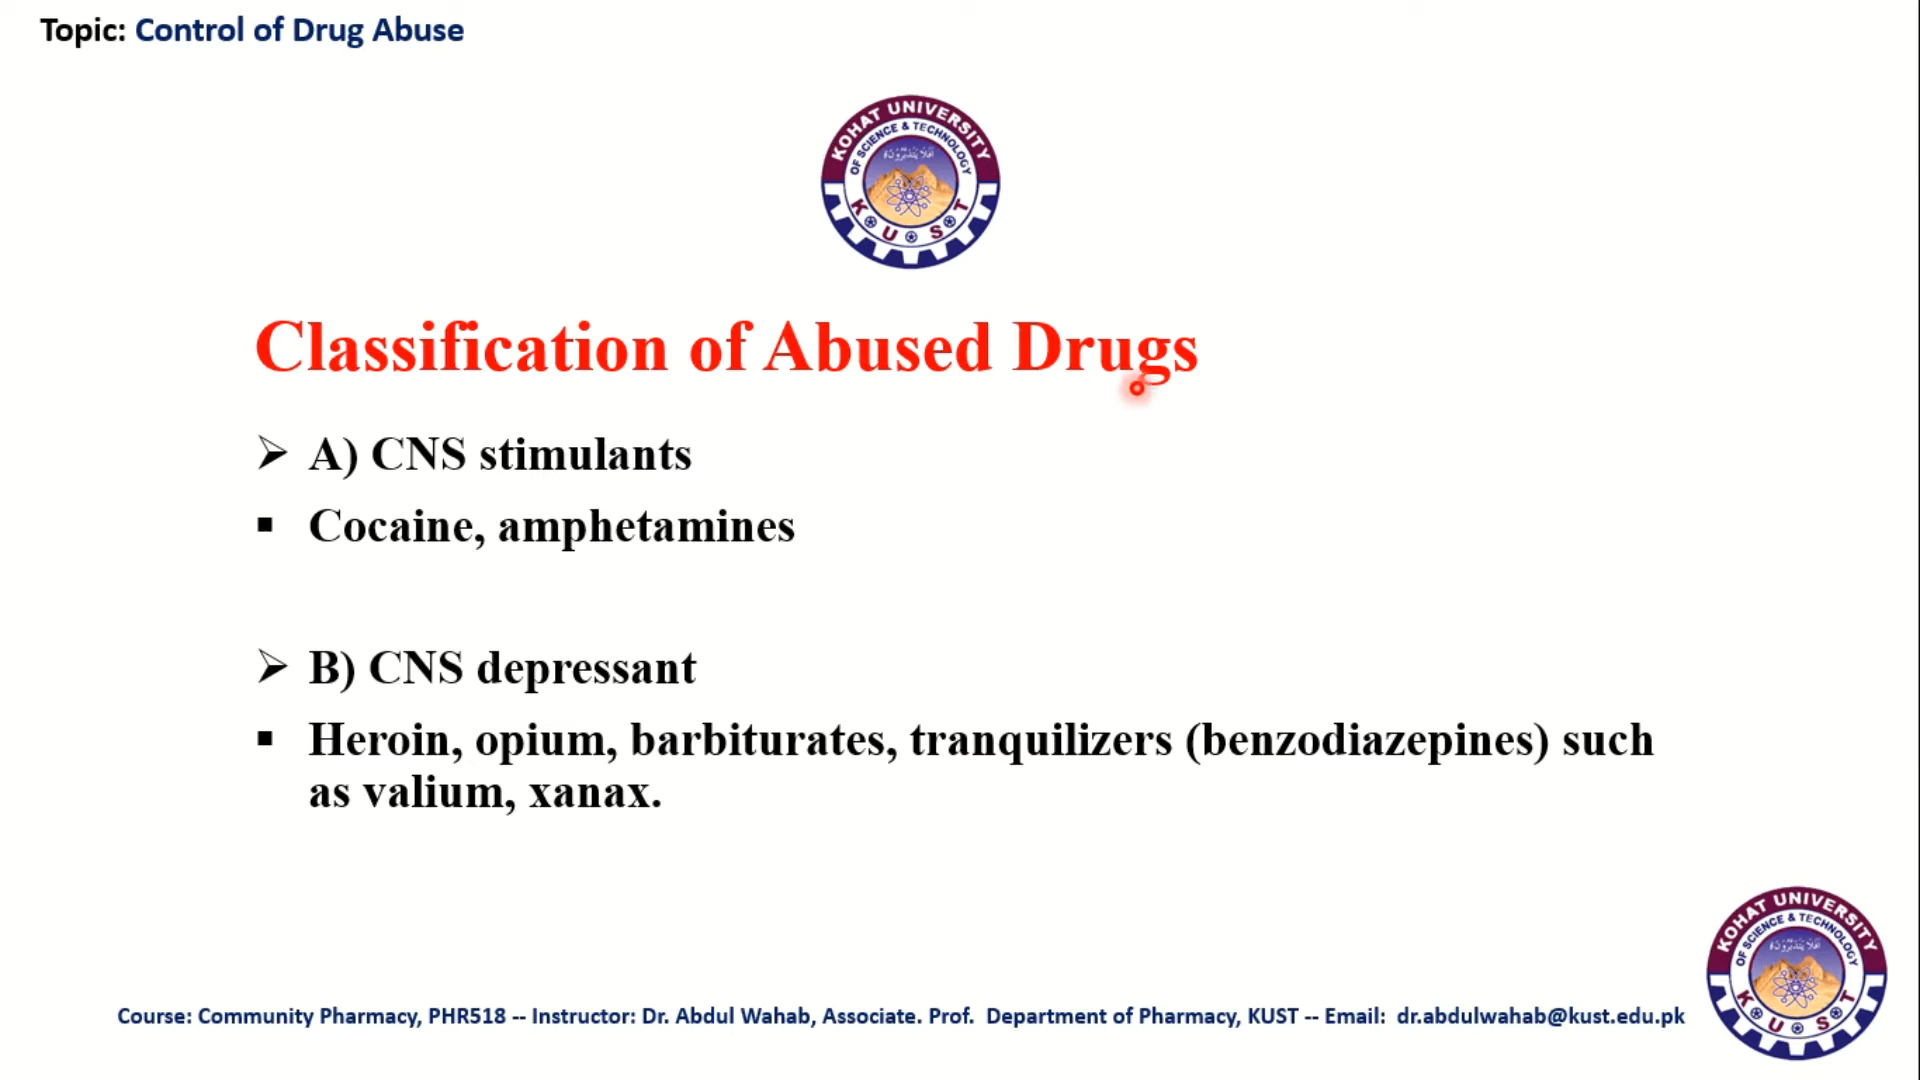 Topic: Control of Drug Abuse
KOHAT UNIVERSITY
OF SCIENCE & TECHNOLOGY
K U S T
Classification of Abused Drugs
➢ A) CNS stimulants
▪ Cocaine, amphetamines
➢ B) CNS depressant
▪ Heroin, opium, barbiturates, tranquilizers (benzodiazepines) such
as valium, xanax.
KOHAT UNIVERSITY
OF SCIENCE & TECHNOLOGY
K U S T
Course: Community Pharmacy, PHR518 -- Instructor: Dr. Abdul Wahab, Associate. Prof. Department of Pharmacy, KUST -- Email: dr.abdulwahab@kust.edu.pk